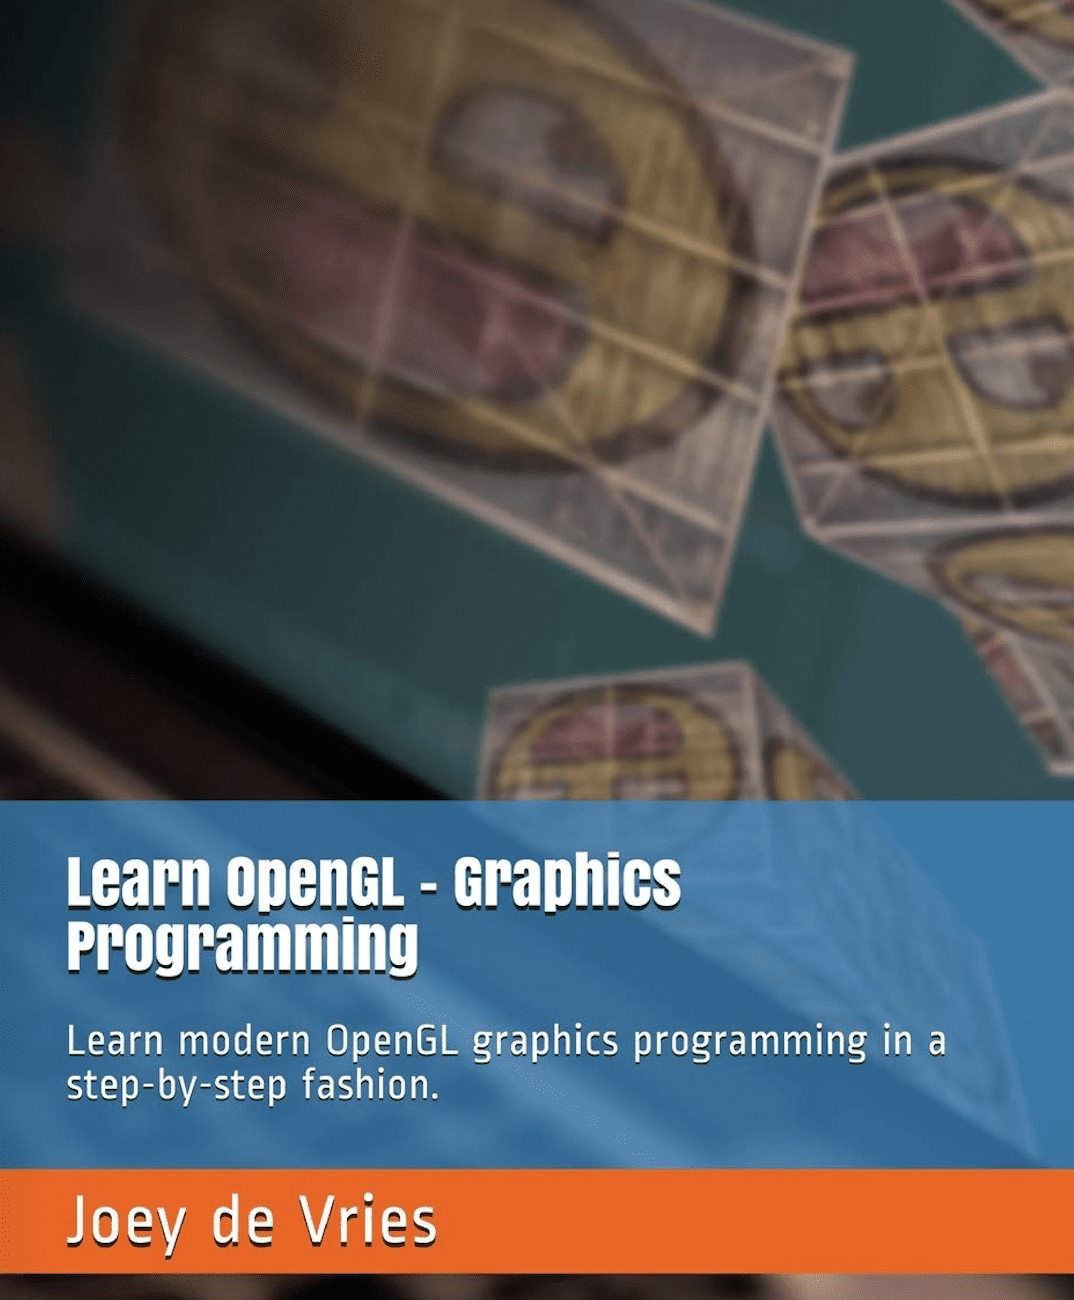 Learn OpenGL - Graphics
Programming
Learn modern OpenGL graphics programming in a
step-by-step fashion.
Joey de Vries